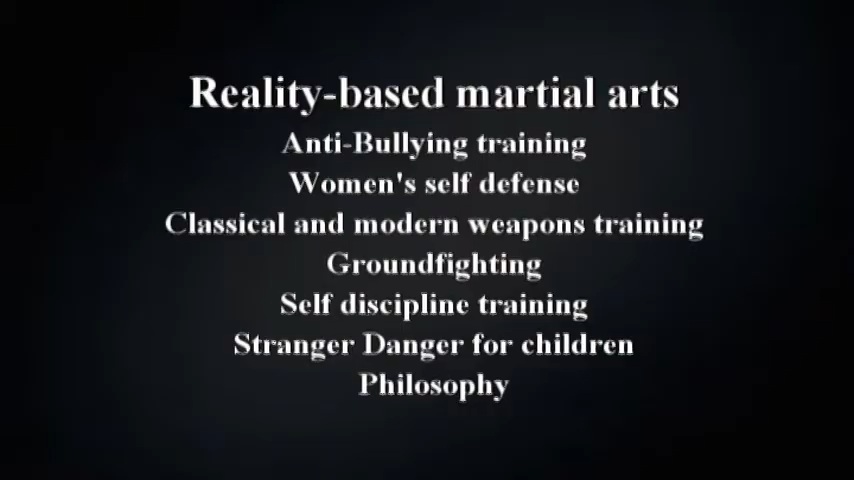 Reality-based martial arts
Anti-Bullying training
Women's self defense
Classical and modern weapons training
Groundfighting
Self discipline training
Stranger Danger for children
Philosophy